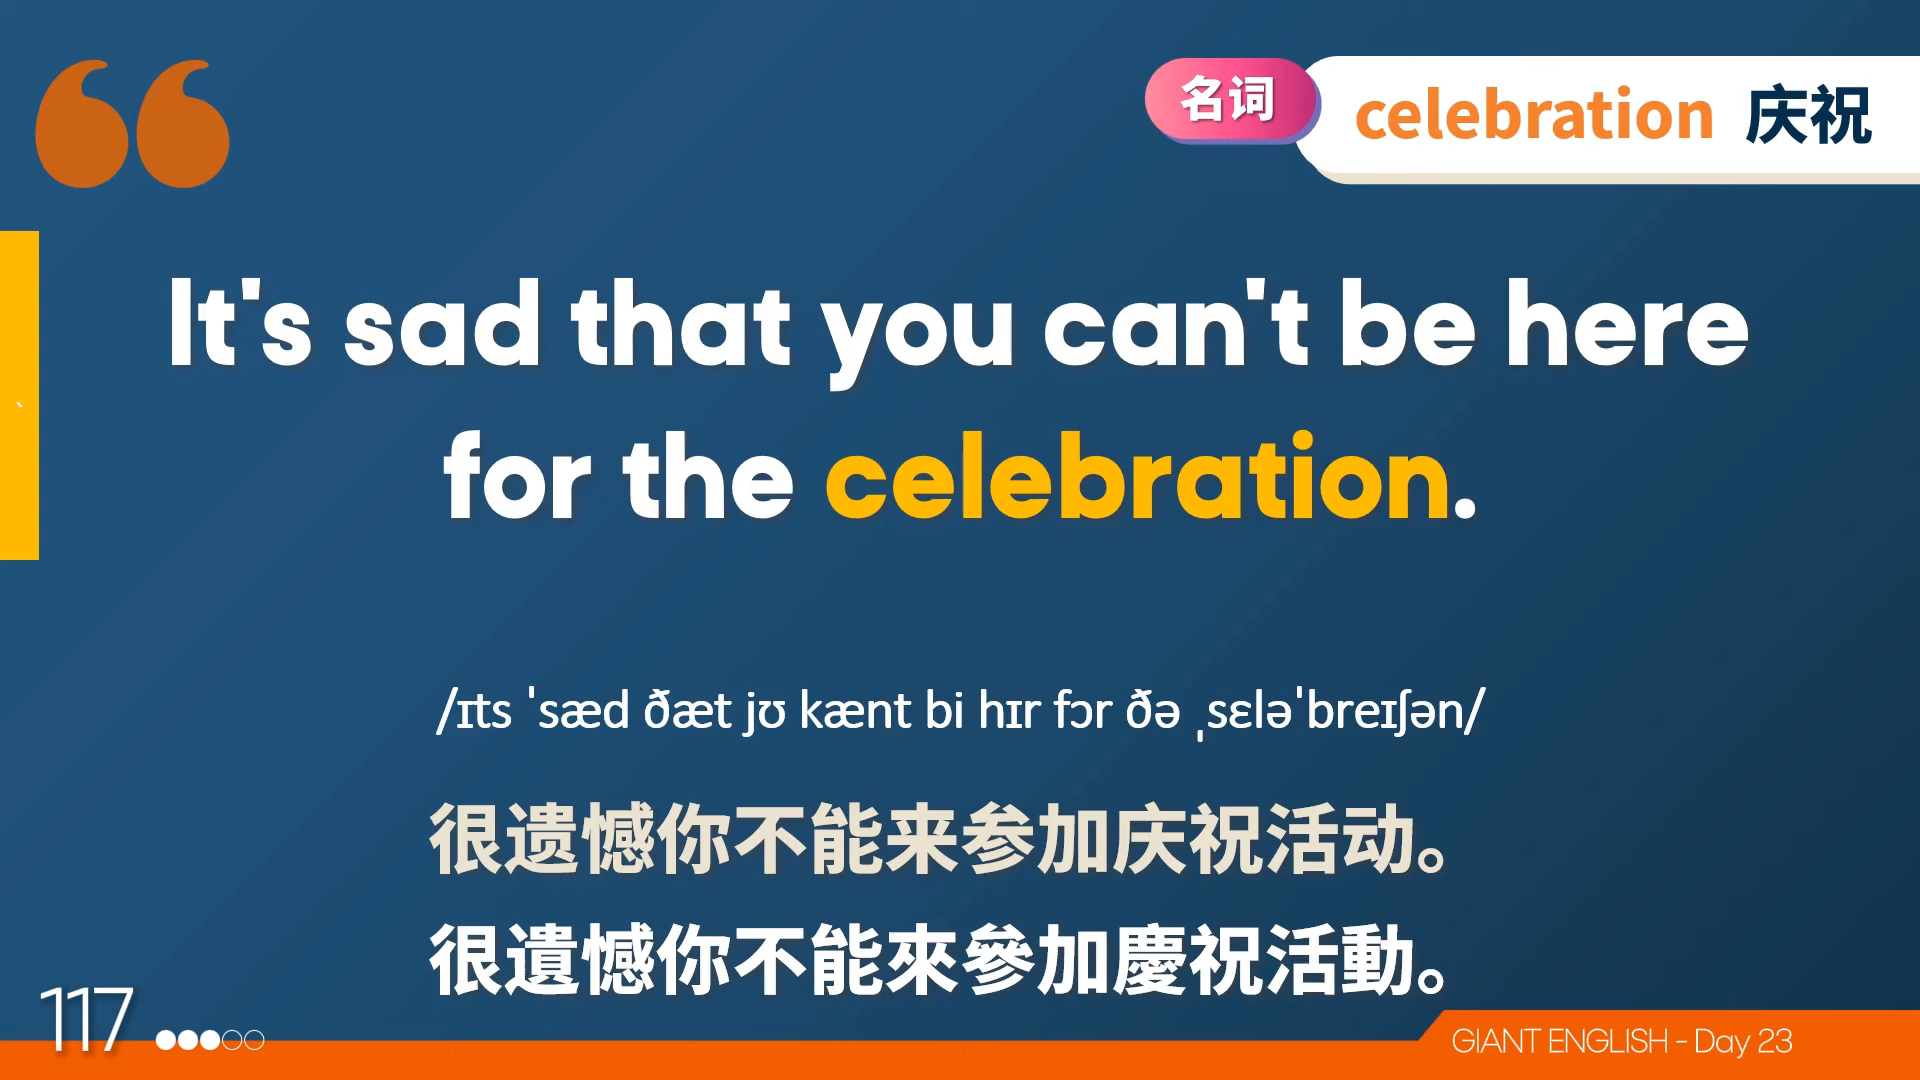 名词 celebration 庆祝
It's sad that you can't be here
for the celebration.
/ɪts ˈsæd ðæt jʊ kænt bi hɪr fɔr ðə ˌsɛləˈbreɪʃən/
很遗憾你不能来参加庆祝活动。
很遺憾你不能來參加慶祝活動。
117
GIANT ENGLISH - Day 23